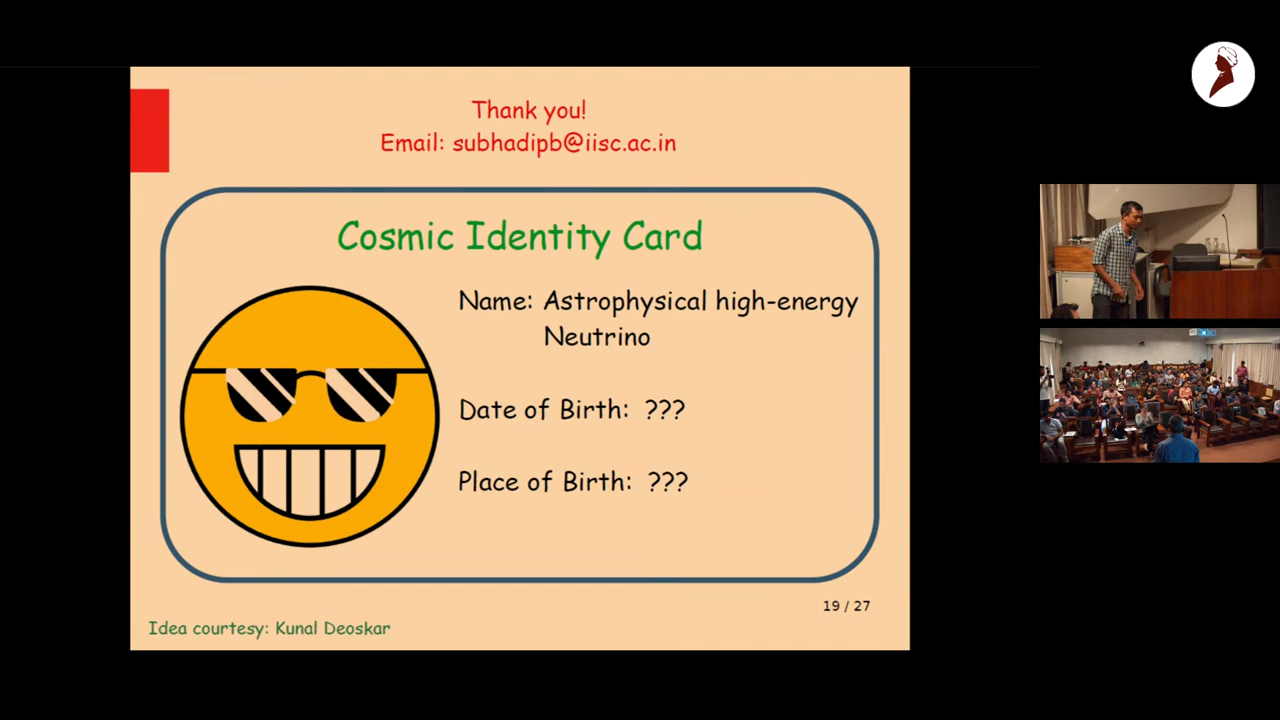 Thank you!
Email: subhadipb@iisc.ac.in
Cosmic Identity Card
Name: Astrophysical high-energy
Neutrino
Date of Birth: ???
Place of Birth: ???
19 / 27
Idea courtesy: Kunal Deoskar